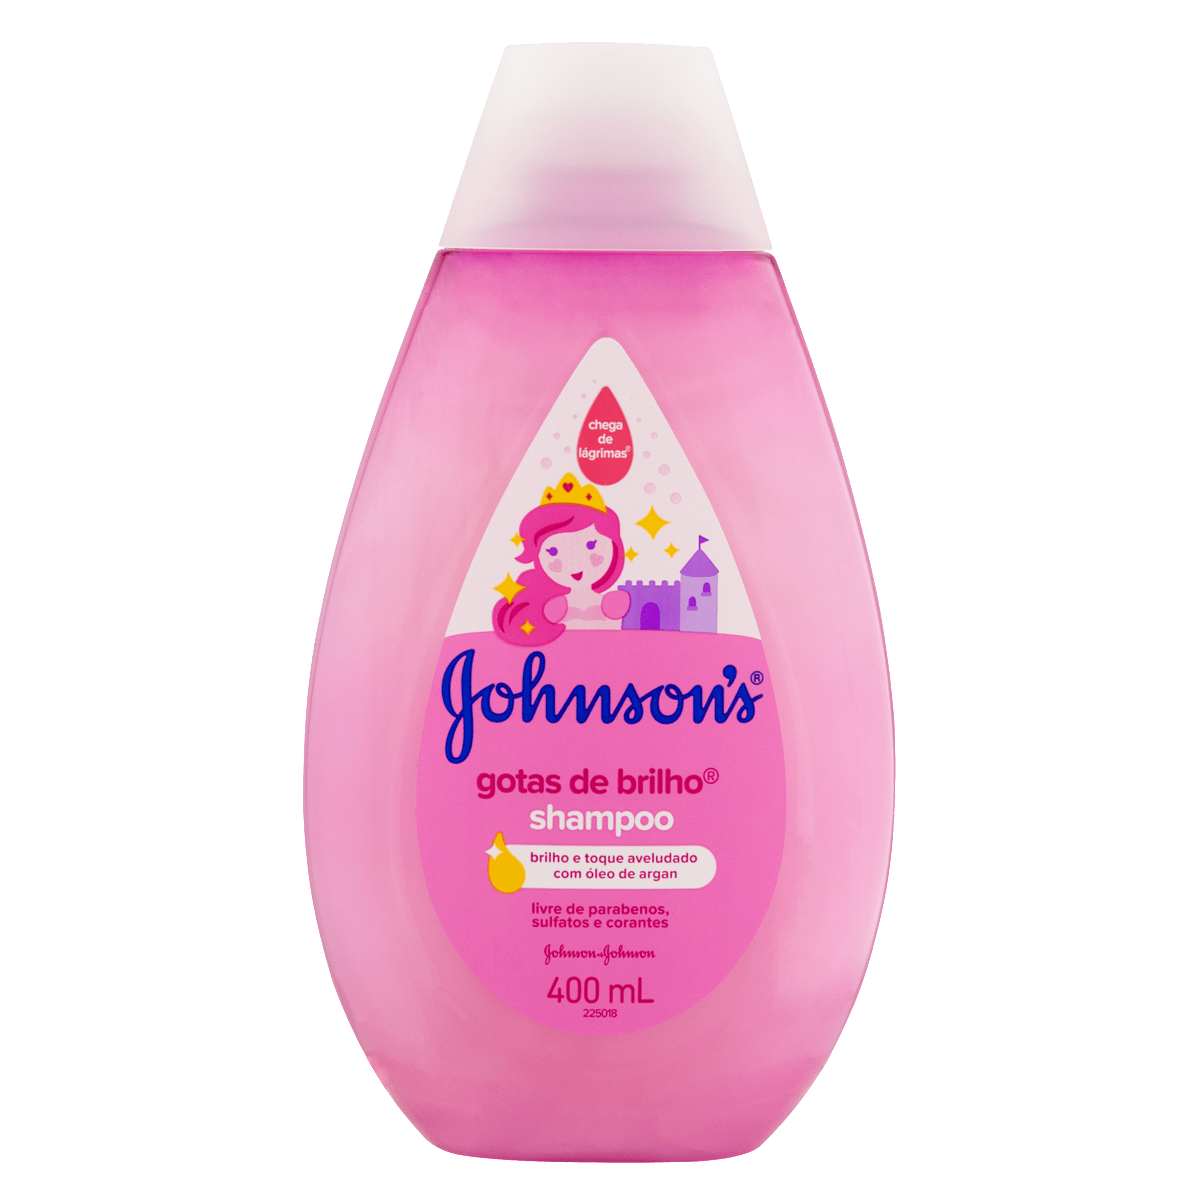 chega
de
lágrimas®
Johnson's®
gotas de brilho®
shampoo
brilho e toque aveludado
com óleo de argan
livre de parabenos,
sulfatos e corantes
Johnson & Johnson
400 mL
225018